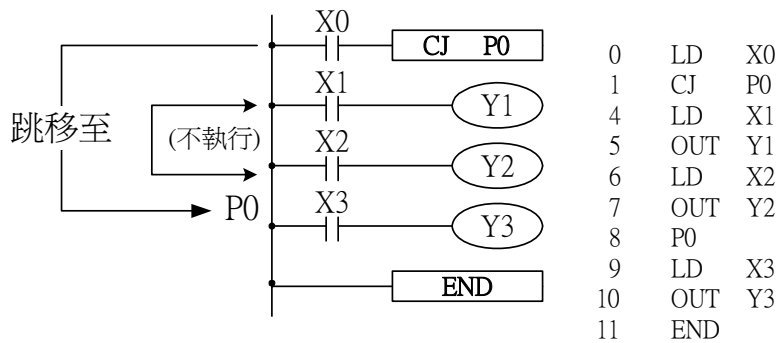 X0
CJ P0
X1
Y1
跳移至
(不執行)
X2
Y2
P0
X3
Y3
END
0 LD X0
1 CJ P0
4 LD X1
5 OUT Y1
6 LD X2
7 OUT Y2
8 P0
9 LD X3
10 OUT Y3
11 END